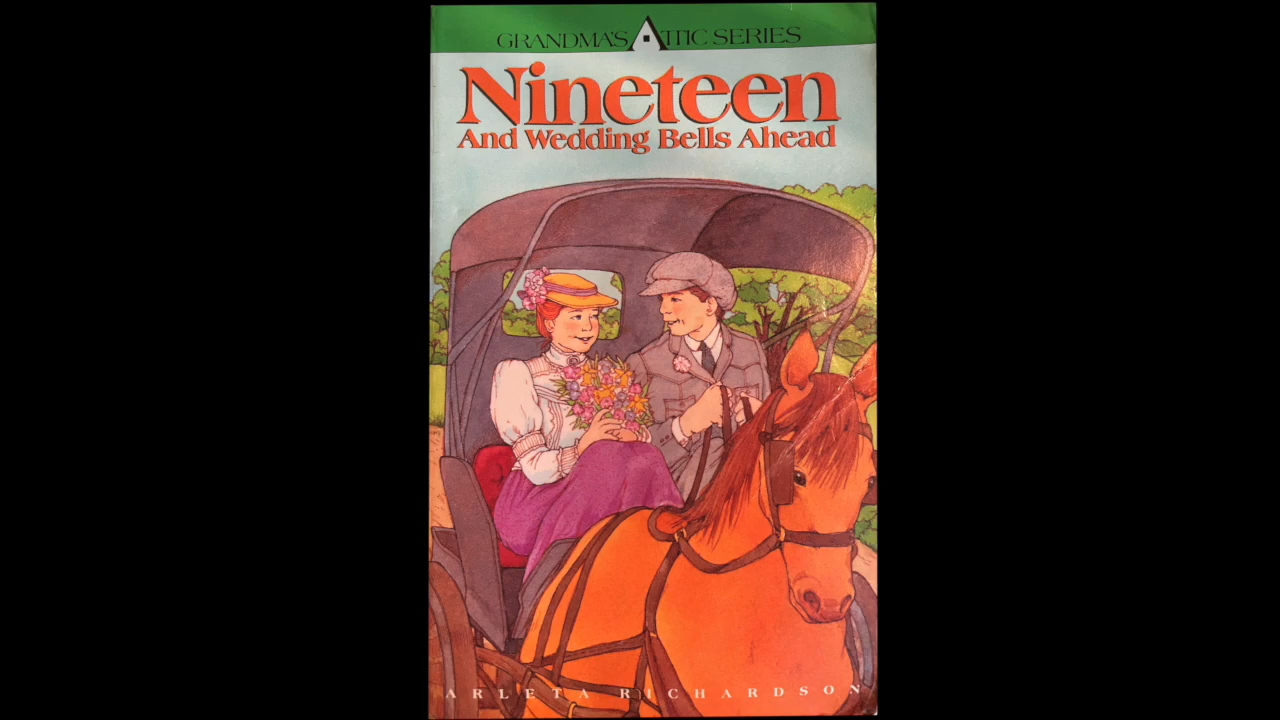 GRANDMA'S ATTIC SERIES
Nineteen
And Wedding Bells Ahead
ARLETA RICHARDSON